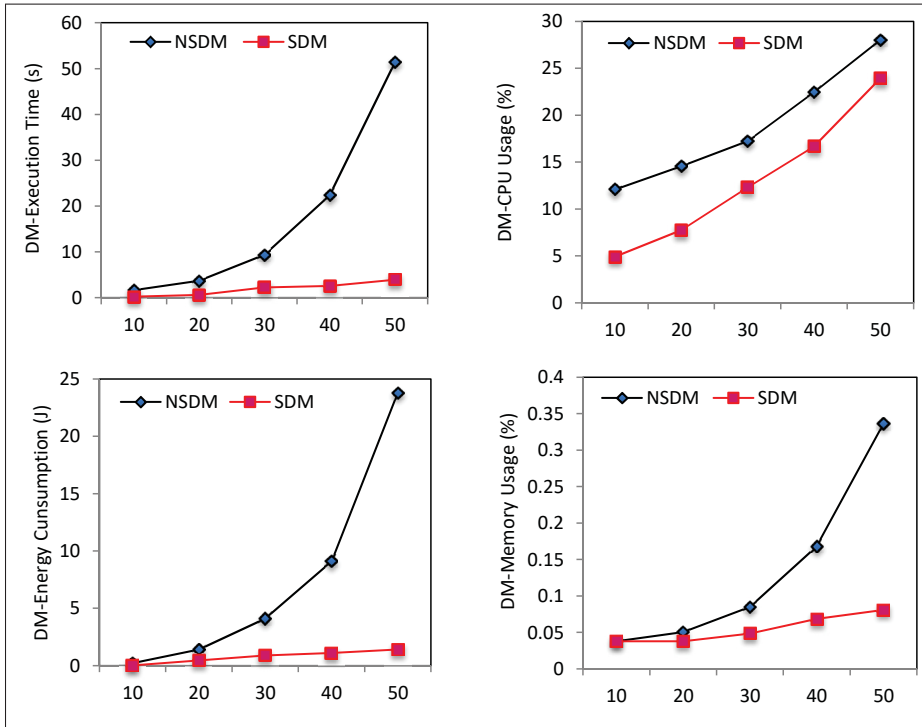 DM-Execution Time (s)
NSDM SDM
60
50
40
30
20
10
0
10 20 30 40 50
DM-CPU Usage (%)
NSDM SDM
30
25
20
15
10
5
0
10 20 30 40 50
DM-Energy Cunsumption (J)
NSDM SDM
25
20
15
10
5
0
10 20 30 40 50
DM-Memory Usage (%)
NSDM SDM
0.4
0.35
0.3
0.25
0.2
0.15
0.1
0.05
0
10 20 30 40 50